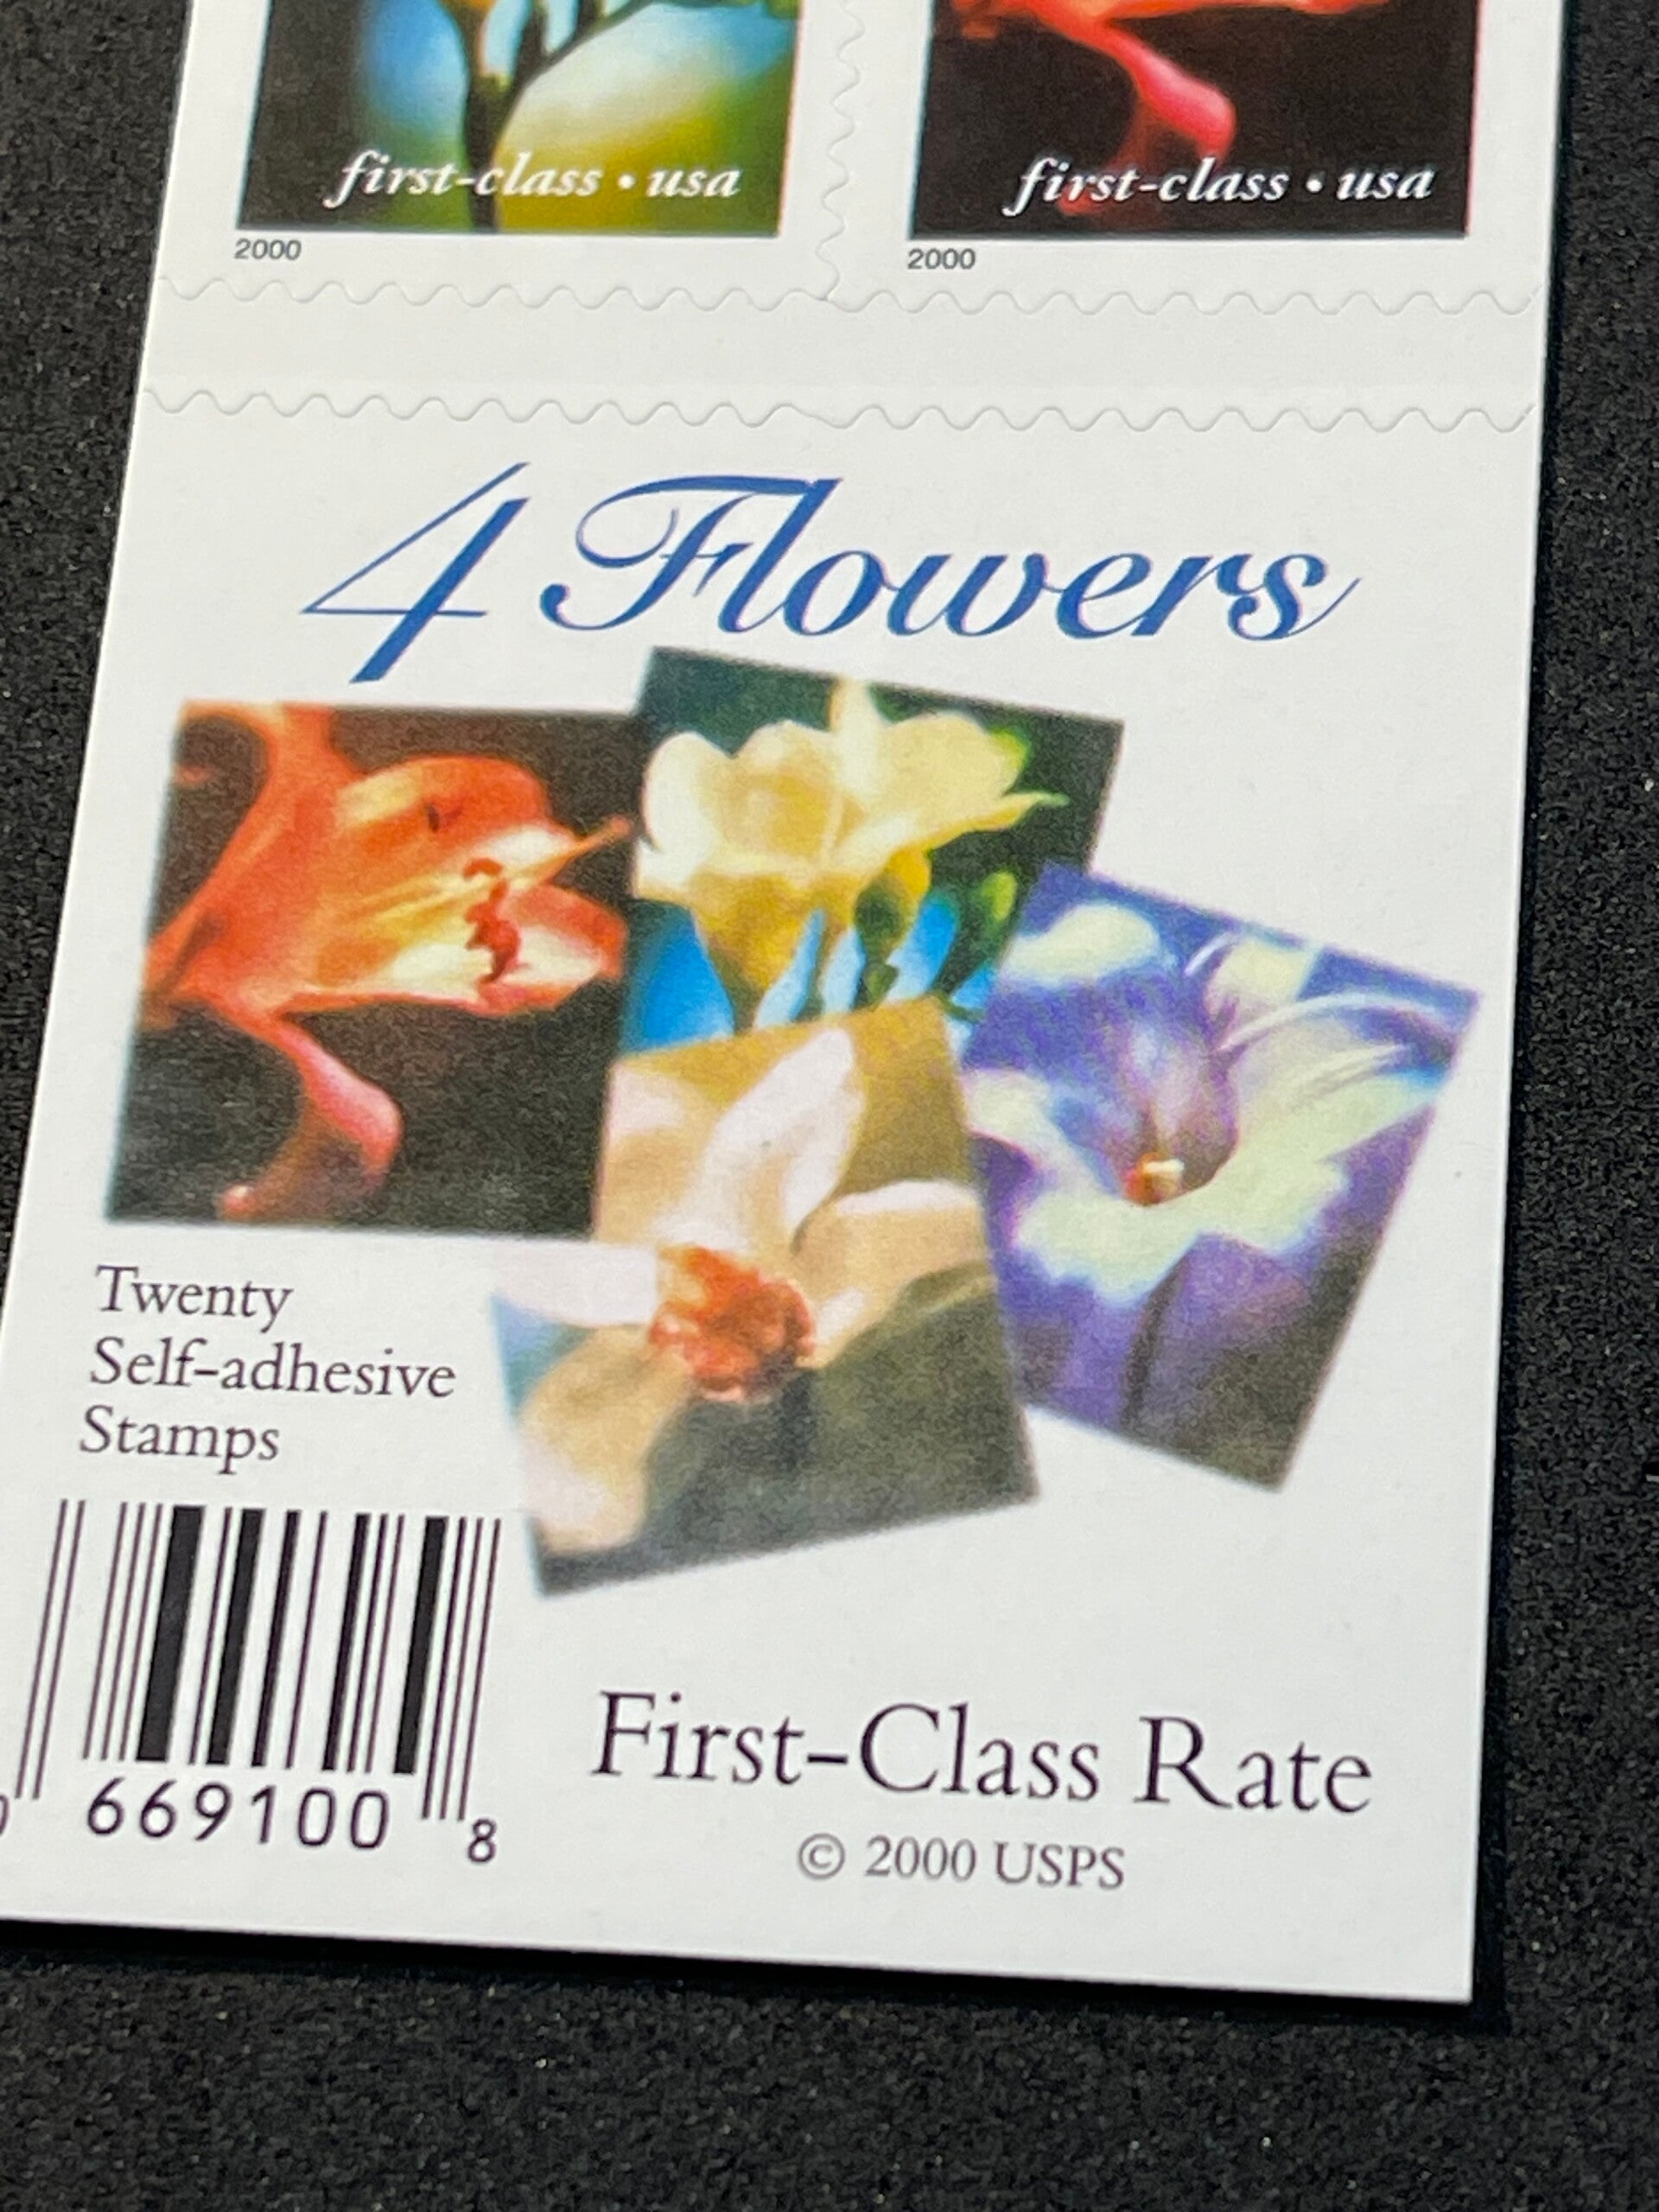 first-class • usa
first-class • usa
2000
2000
4 Flowers
Twenty
Self-adhesive
Stamps
0 669100 8
First-Class Rate
© 2000 USPS